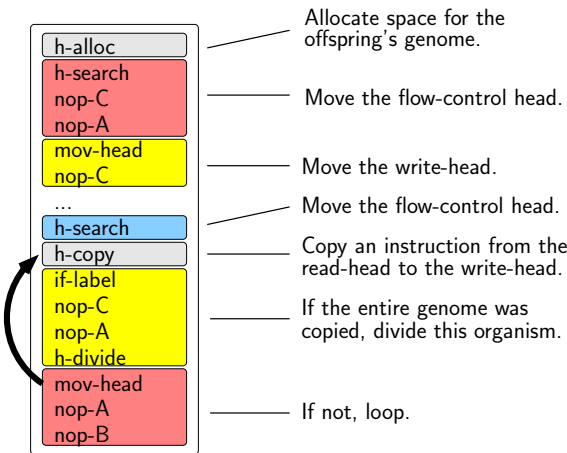 h-alloc
h-search
nop-C
nop-A
mov-head
nop-C
...
h-search
h-copy
if-label
nop-C
nop-A
h-divide
mov-head
nop-A
nop-B
Allocate space for the
offspring's genome.
Move the flow-control head.
Move the write-head.
Move the flow-control head.
Copy an instruction from the
read-head to the write-head.
If the entire genome was
copied, divide this organism.
If not, loop.